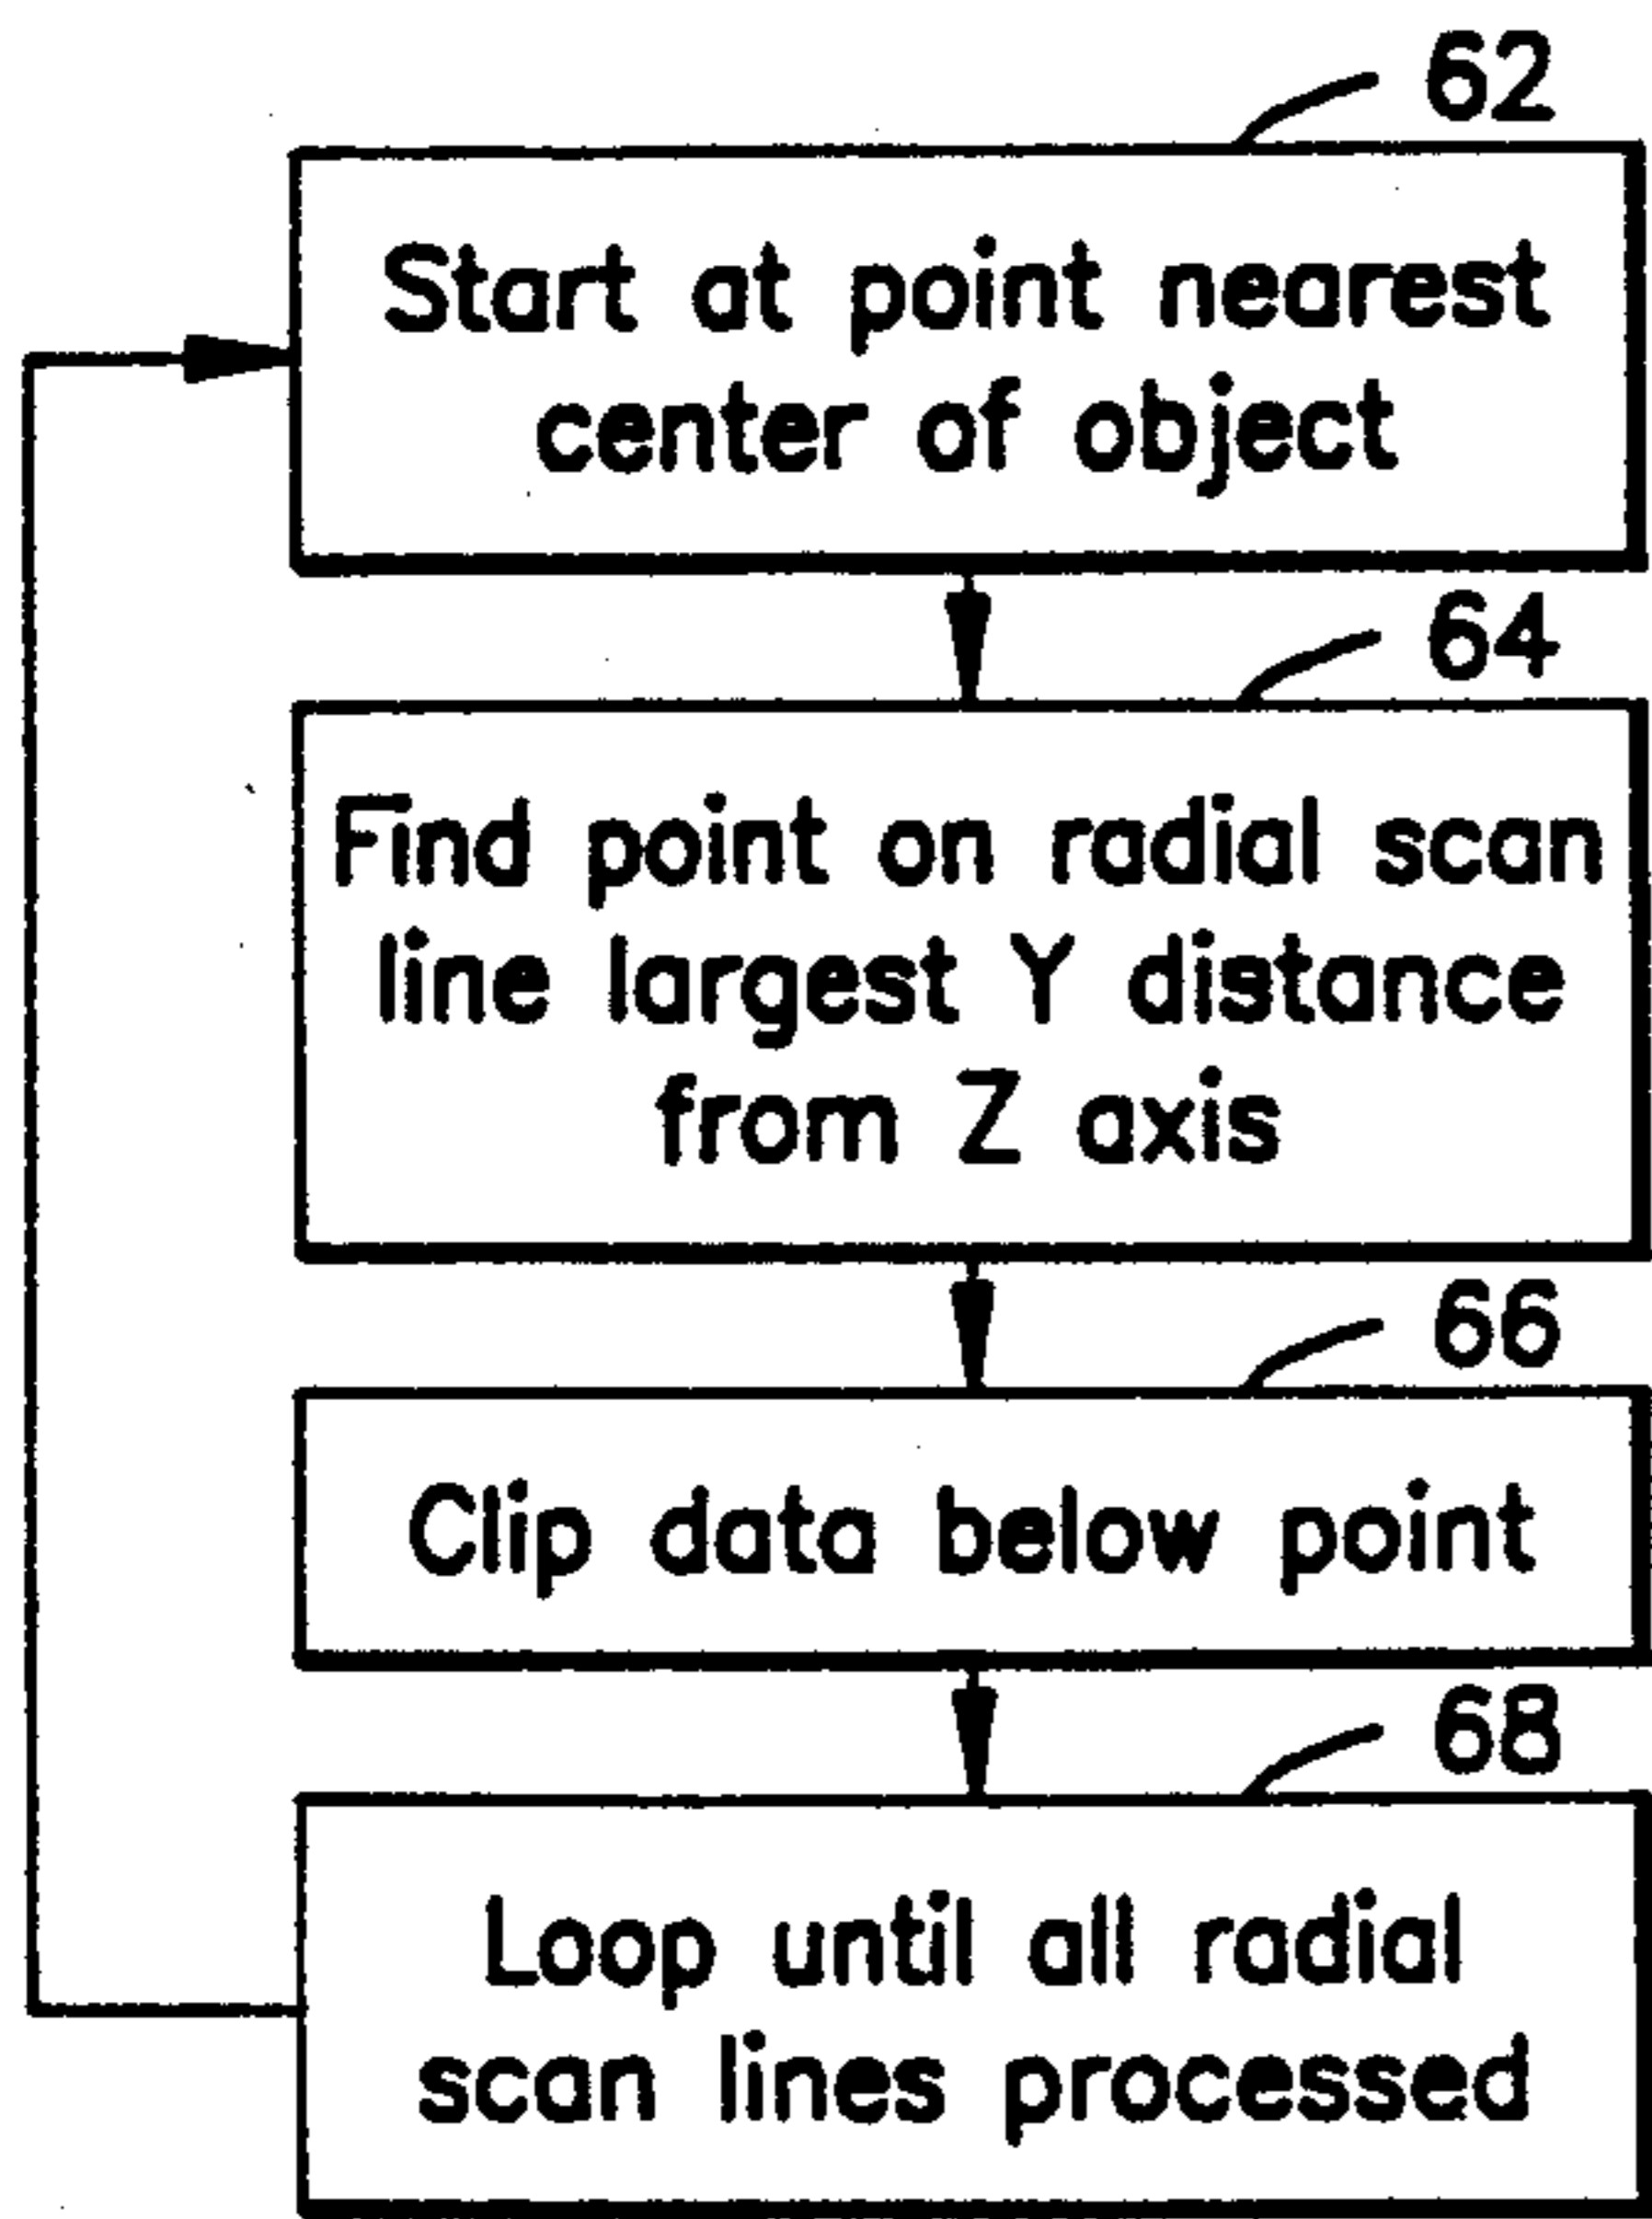 62
Start at point nearest
center of object
64
Find point on radial scan
line largest Y distance
from Z axis
66
Clip data below point
68
Loop until all radial
scan lines processed